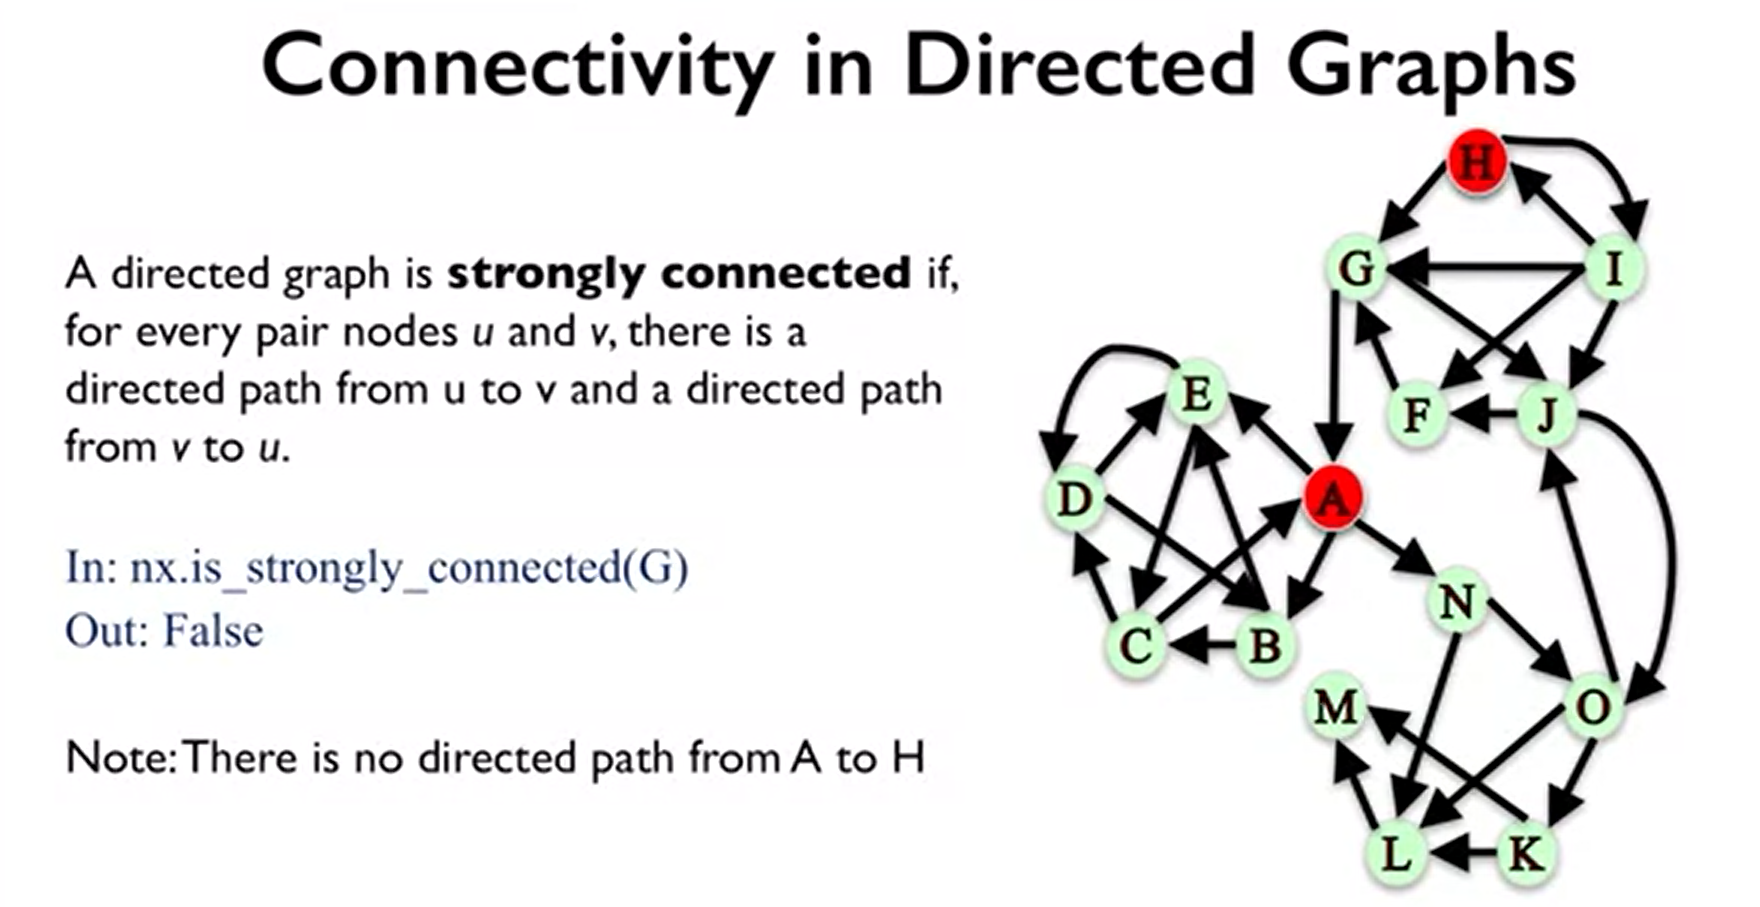 Connectivity in Directed Graphs
A directed graph is strongly connected if,
for every pair nodes u and v, there is a
directed path from u to v and a directed path
from v to u.
In: nx.is_strongly_connected(G)
Out: False
Note: There is no directed path from A to H
H
G
I
E
F
J
D
A
N
C
B
M
O
L
K